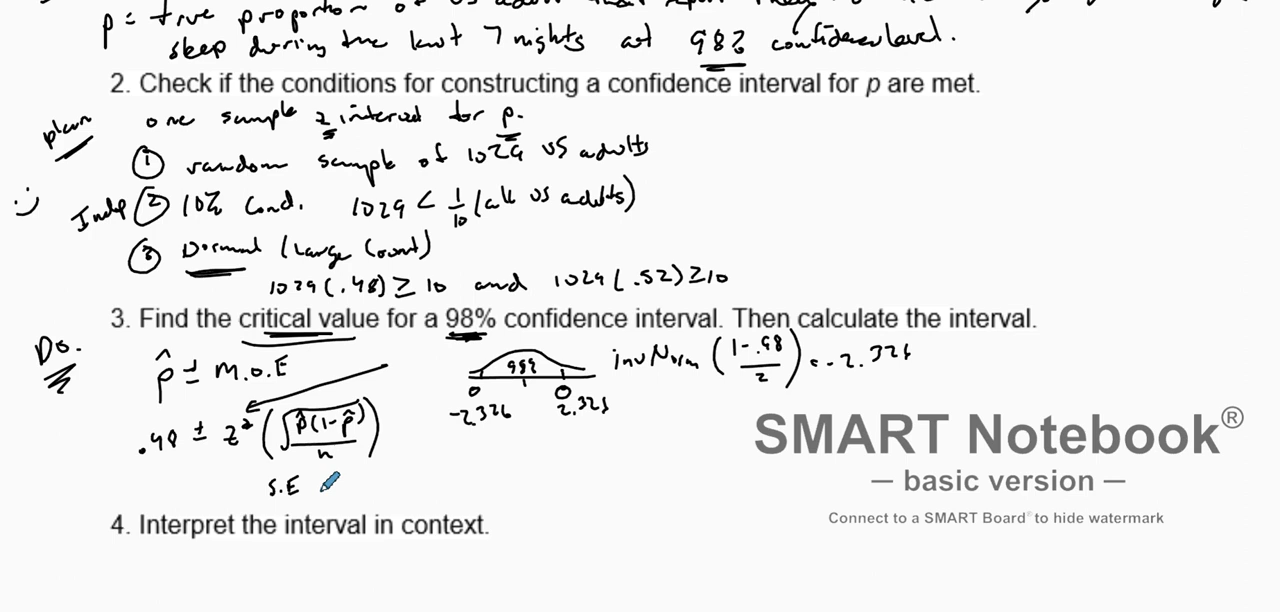 p = true proportion of US adult that report they
sleep during the last 7 nights at 98% confidence level.
2. Check if the conditions for constructing a confidence interval for p are met.
Plan one sample z interval for p.
① random sample of 1029 US adults
:) Indep ② 10% Cond. 1029 < 1/10 (all US adults)
③ Normal (Large Count)
1029(.48) ≥ 10 and 1029(.52) ≥ 10
3. Find the critical value for a 98% confidence interval. Then calculate the interval.
Do. p̂ ± M.O.E 98% invNorm (1-.98/2) = -2.326
-2.326 2.326
.48 ± z* (√p̂(1-p̂)/n)
S.E
SMART Notebook®
— basic version —
Connect to a SMART Board® to hide watermark
4. Interpret the interval in context.